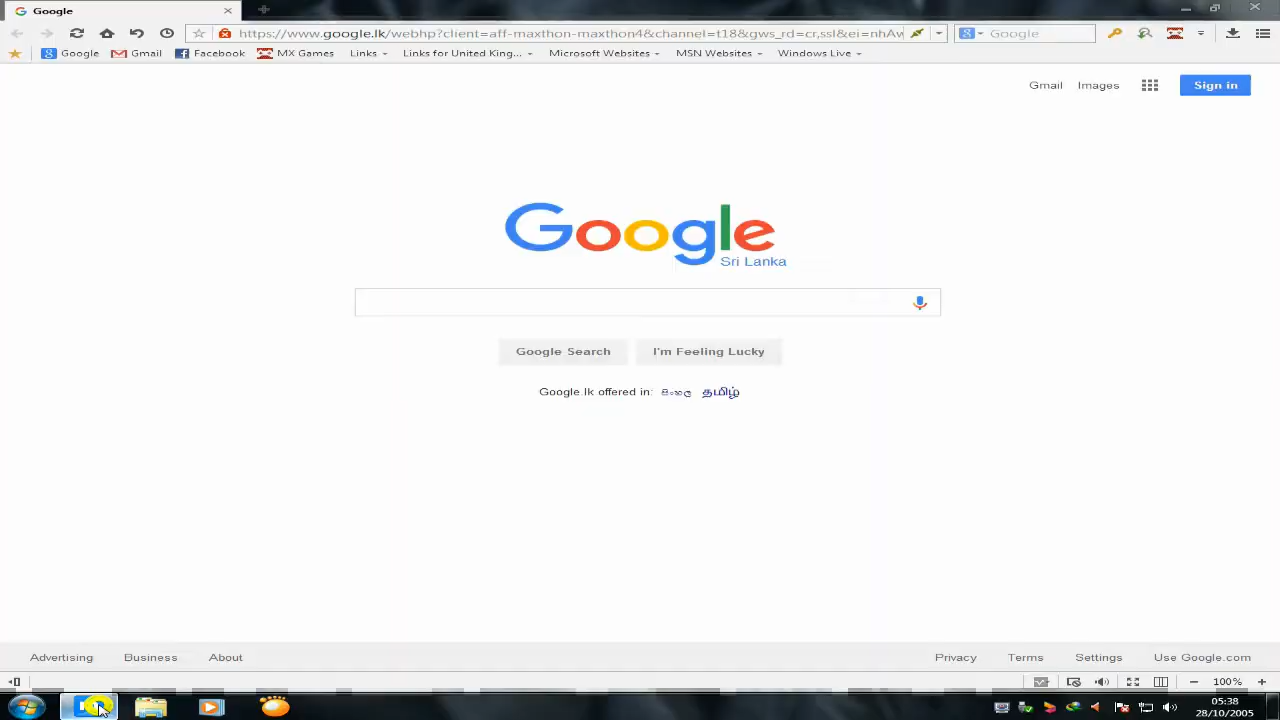 Google
https://www.google.lk/webhp?client=aff-maxthon-maxthon4&channel=t18&gws_rd=cr,ssl&ei=nhAw
Google
Google Gmail Facebook MX Games Links Links for United King... Microsoft Websites MSN Websites Windows Live
Gmail Images Sign in
Google
Sri Lanka
Google Search I'm Feeling Lucky
Google.lk offered in: සිංහල தமிழ்
Advertising Business About Privacy Terms Settings Use Google.com
100%
05:38
28/10/2005